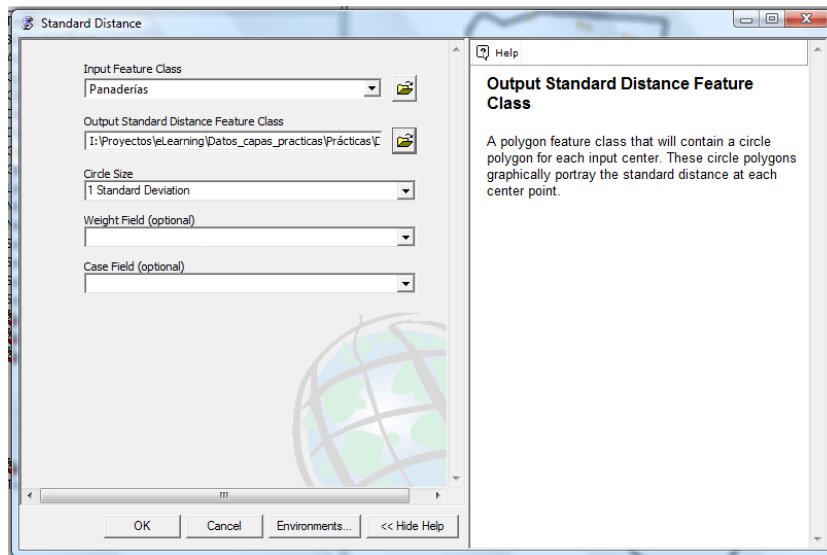 Standard Distance
Input Feature Class
Panaderías
Output Standard Distance Feature Class
I:\Proyectos\eLearning\Datos_capas_practicas\Prácticas\D
Circle Size
1 Standard Deviation
Weight Field (optional)
Case Field (optional)
OK
Cancel
Environments...
<< Hide Help
Help
Output Standard Distance Feature
Class
A polygon feature class that will contain a circle
polygon for each input center. These circle polygons
graphically portray the standard distance at each
center point.